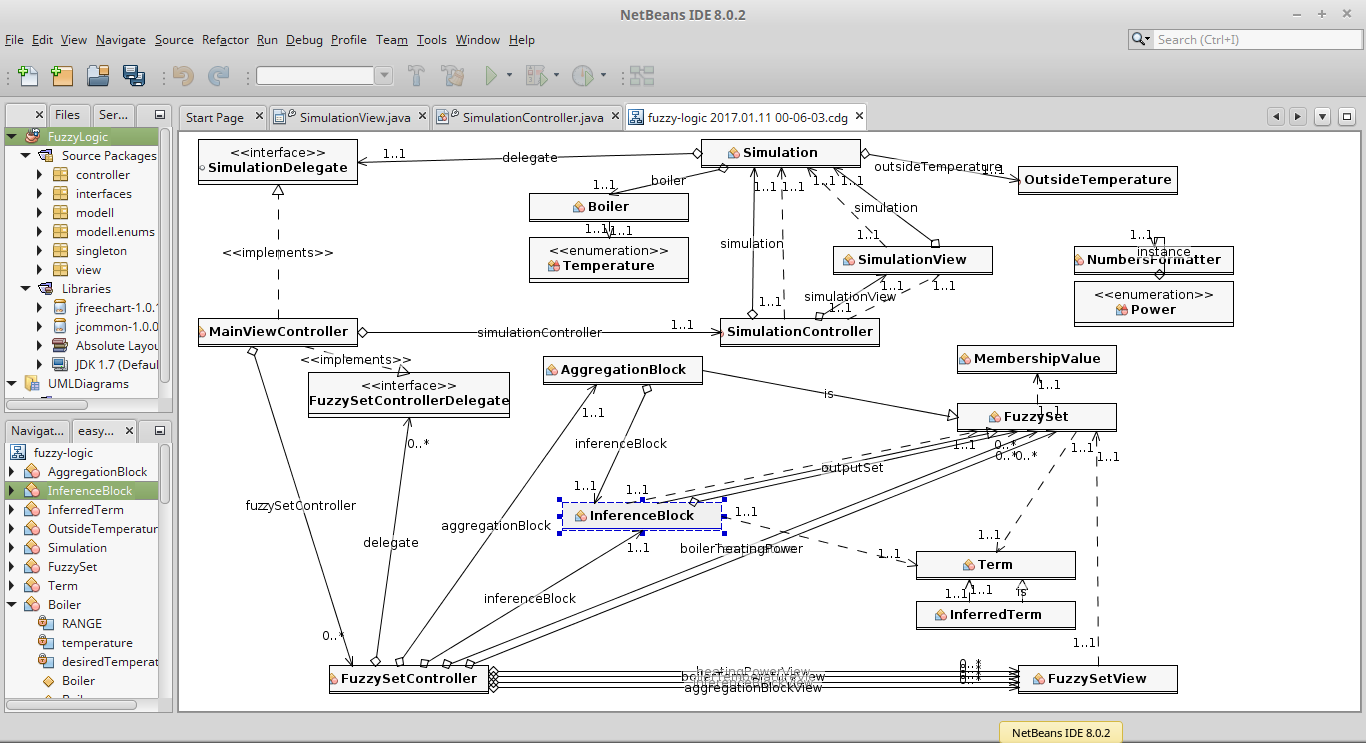 NetBeans IDE 8.0.2
File Edit View Navigate Source Refactor Run Debug Profile Team Tools Window Help
Search (Ctrl+I)
Files Ser...
Start Page SimulationView.java SimulationController.java fuzzy-logic 2017.01.11 00-06-03.cdg
FuzzyLogic
Source Packages
controller
interfaces
modell
modell.enums
singleton
view
Libraries
jfreechart-1.0.
jcommon-1.0.0
Absolute Layou
JDK 1.7 (Defaul
UMLDiagrams
Navigat... easy...
fuzzy-logic
AggregationBlock
InferenceBlock
InferredTerm
OutsideTemperatur
Simulation
FuzzySet
Term
Boiler
RANGE
temperature
desiredTemperat
Boiler
<<interface>>
SimulationDelegate
1..1
delegate
Simulation
outsideTemperature
1..1
OutsideTemperature
boiler
1..1
1..1 1..1 1..1 1..1
Boiler
simulation
1..1 1..1
1..1
1..1
instance
<<enumeration>>
Temperature
simulation
SimulationView
NumbersFormatter
<<implements>>
1..1 1..1
simulationView
1..1 1..1
<<enumeration>>
Power
MainViewController
simulationController
1..1
SimulationController
<<implements>>
AggregationBlock
MembershipValue
<<interface>>
FuzzySetControllerDelegate
is
1..1
1..1
FuzzySet
1..1
0..*
inferenceBlock
1..1 0..*
0..* 0..*
1..1 1..1
outputSet
1..1 1..1
fuzzySetController
aggregationBlock
InferenceBlock
1..1
delegate
1..1
boiler heatingPower
1..1
1..1
Term
inferenceBlock
1..1 1..1 is
InferredTerm
0..*
1..1
FuzzySetController
heatingPowerView
boilerTemperatureView
inferenceBlockView
aggregationBlockView
0..*
0..*
0..*
FuzzySetView
NetBeans IDE 8.0.2